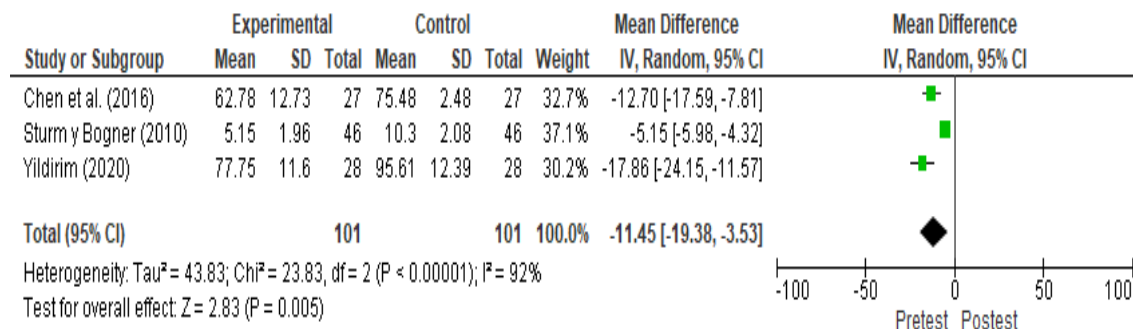 Experimental Control Mean Difference Mean Difference
Study or Subgroup Mean SD Total Mean SD Total Weight IV, Random, 95% CI IV, Random, 95% CI
Chen et al. (2016) 62.78 12.73 27 75.48 2.48 27 32.7% -12.70 [-17.59, -7.81]
Sturm y Bogner (2010) 5.15 1.96 46 10.3 2.08 46 37.1% -5.15 [-5.98, -4.32]
Yildirim (2020) 77.75 11.6 28 95.61 12.39 28 30.2% -17.86 [-24.15, -11.57]
Total (95% CI) 101 101 100.0% -11.45 [-19.38, -3.53]
Heterogeneity: Tau² = 43.83; Chi² = 23.83, df = 2 (P < 0.00001); I² = 92%
Test for overall effect: Z = 2.83 (P = 0.005)
-100 -50 0 50 100
Pretest Postest